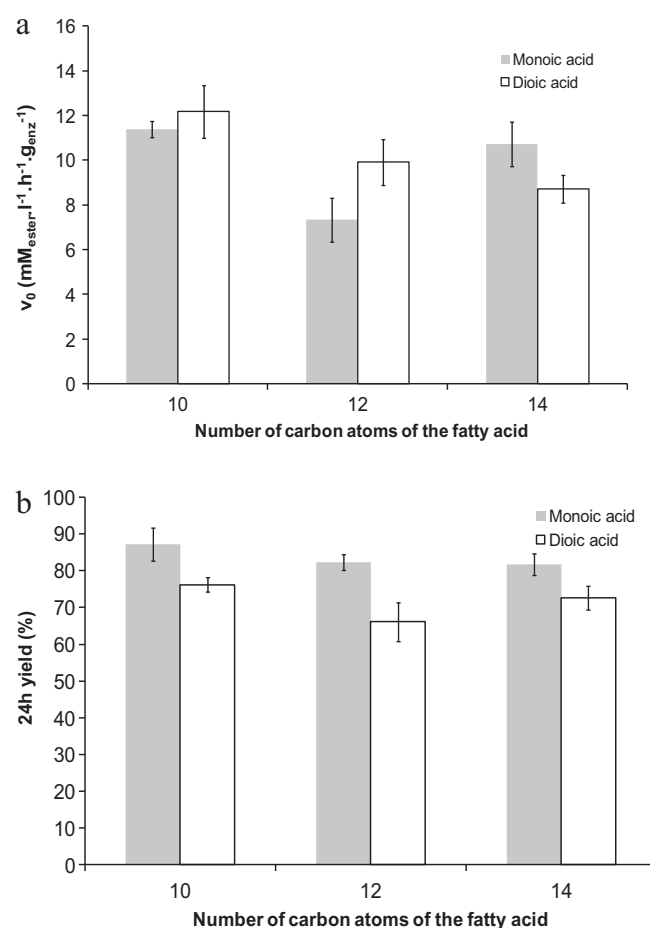 a
16
14
12
10
8
6
4
2
0
v₀ (mM_ester.l⁻¹.h⁻¹.g_enz⁻¹)
Monoic acid
Dioic acid
10 12 14
Number of carbon atoms of the fatty acid
b
100
90
80
70
60
50
40
30
20
10
0
24h yield (%)
Monoic acid
Dioic acid
10 12 14
Number of carbon atoms of the fatty acid